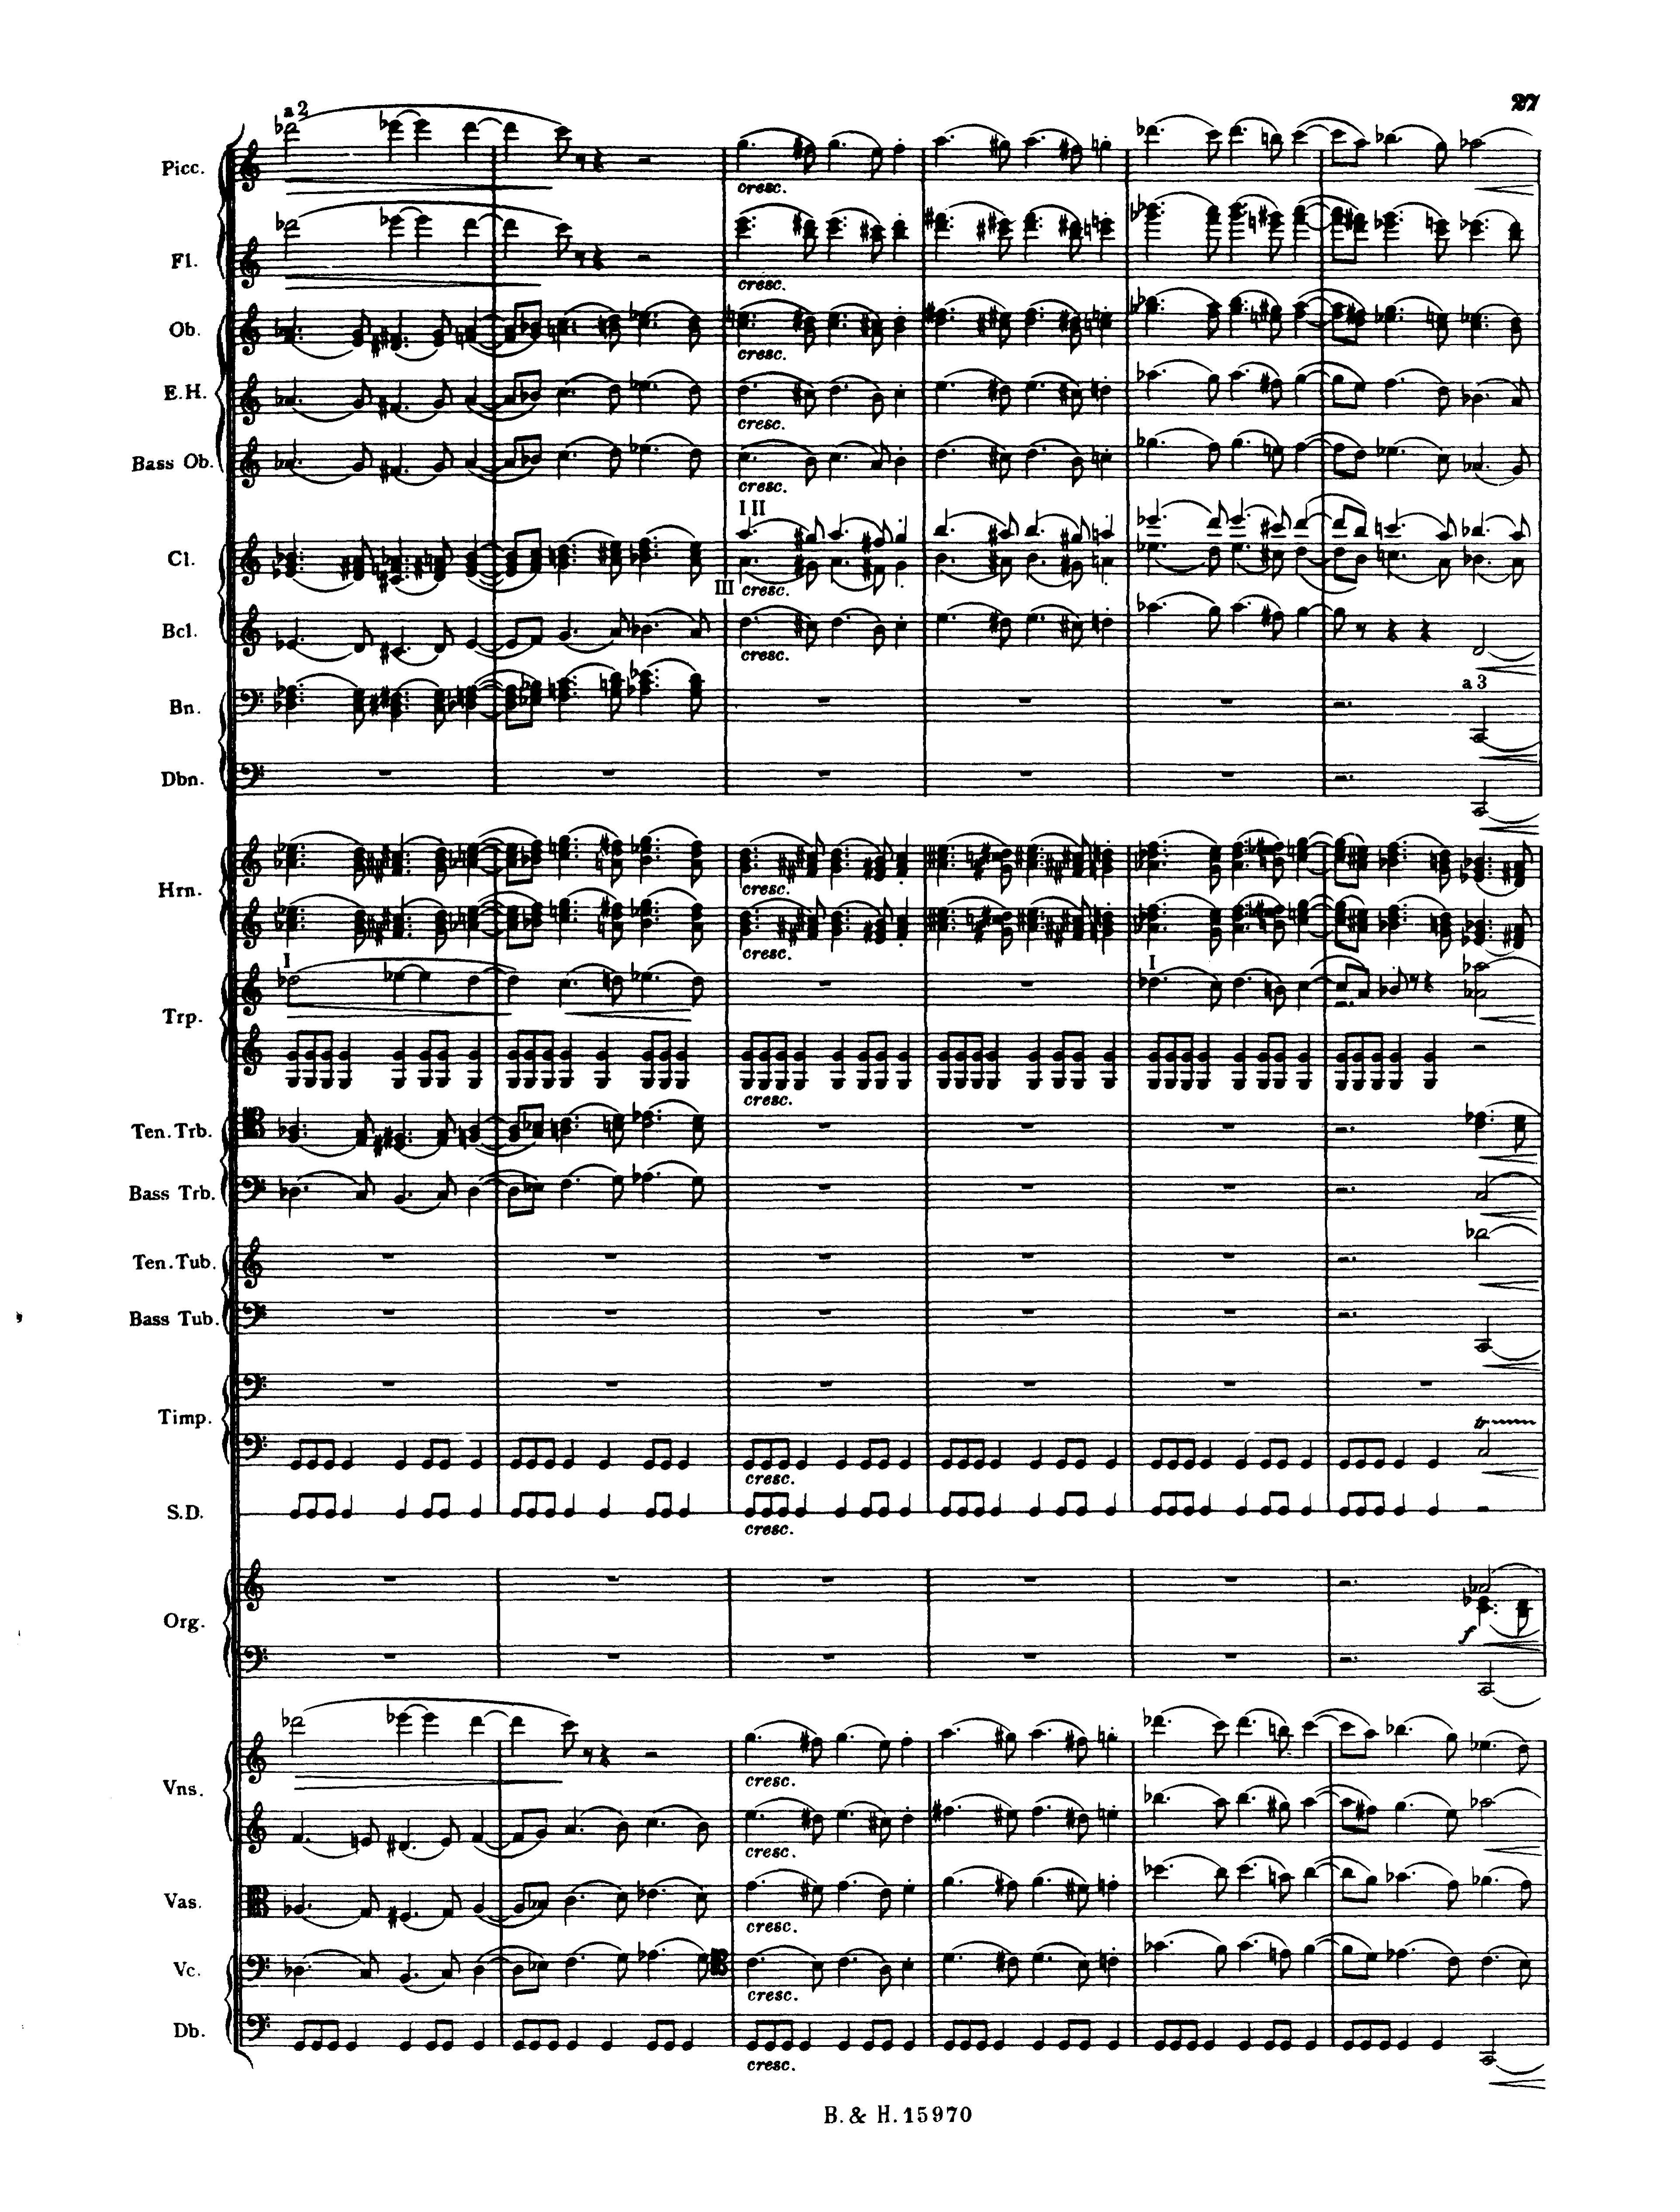 27
a 2
Picc.
cresc.
Fl.
cresc.
Ob.
cresc.
E.H.
cresc.
Bass Ob.
cresc.
I II
Cl.
III cresc.
Bcl.
cresc.
a 3
Bn.
Dbn.
Hrn.
cresc.
cresc.
I
I
Trp.
cresc.
Ten. Trb.
Bass Trb.
Ten. Tub.
Bass Tub.
Timp.
tr
cresc.
S.D.
cresc.
Org.
f
Vns.
cresc.
cresc.
Vas.
cresc.
Vc.
cresc.
Db.
cresc.
B. & H. 15970